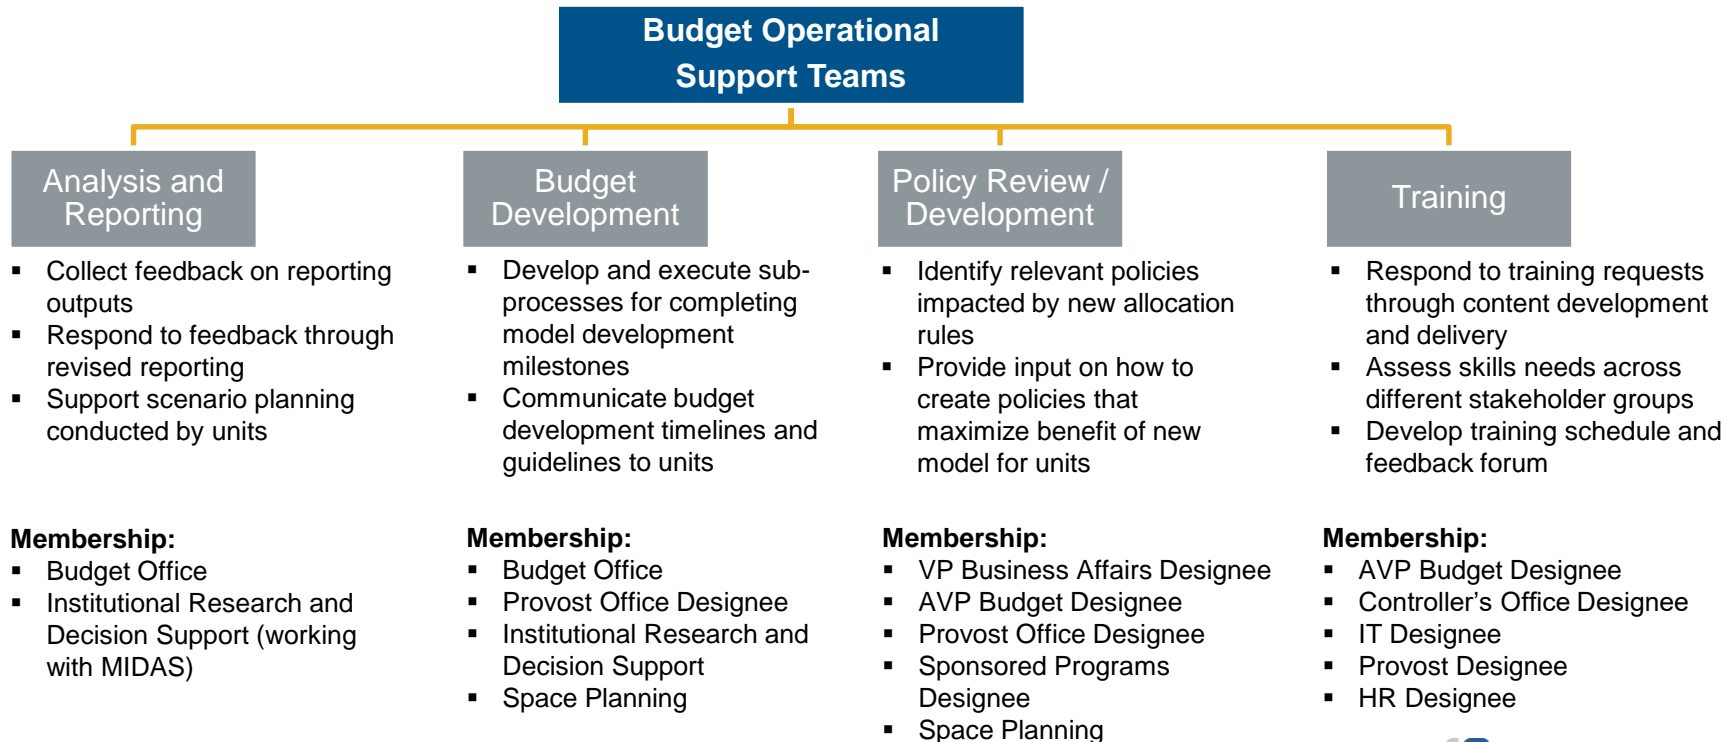 Budget Operational
Support Teams
Analysis and
Reporting
▪ Collect feedback on reporting
outputs
▪ Respond to feedback through
revised reporting
▪ Support scenario planning
conducted by units
Membership:
▪ Budget Office
▪ Institutional Research and
Decision Support (working
with MIDAS)
Budget
Development
▪ Develop and execute sub-
processes for completing
model development
milestones
▪ Communicate budget
development timelines and
guidelines to units
Membership:
▪ Budget Office
▪ Provost Office Designee
▪ Institutional Research and
Decision Support
▪ Space Planning
Policy Review /
Development
▪ Identify relevant policies
impacted by new allocation
rules
▪ Provide input on how to
create policies that
maximize benefit of new
model for units
Membership:
▪ VP Business Affairs Designee
▪ AVP Budget Designee
▪ Provost Office Designee
▪ Sponsored Programs
Designee
▪ Space Planning
Training
▪ Respond to training requests
through content development
and delivery
▪ Assess skills needs across
different stakeholder groups
▪ Develop training schedule and
feedback forum
Membership:
▪ AVP Budget Designee
▪ Controller's Office Designee
▪ IT Designee
▪ Provost Designee
▪ HR Designee